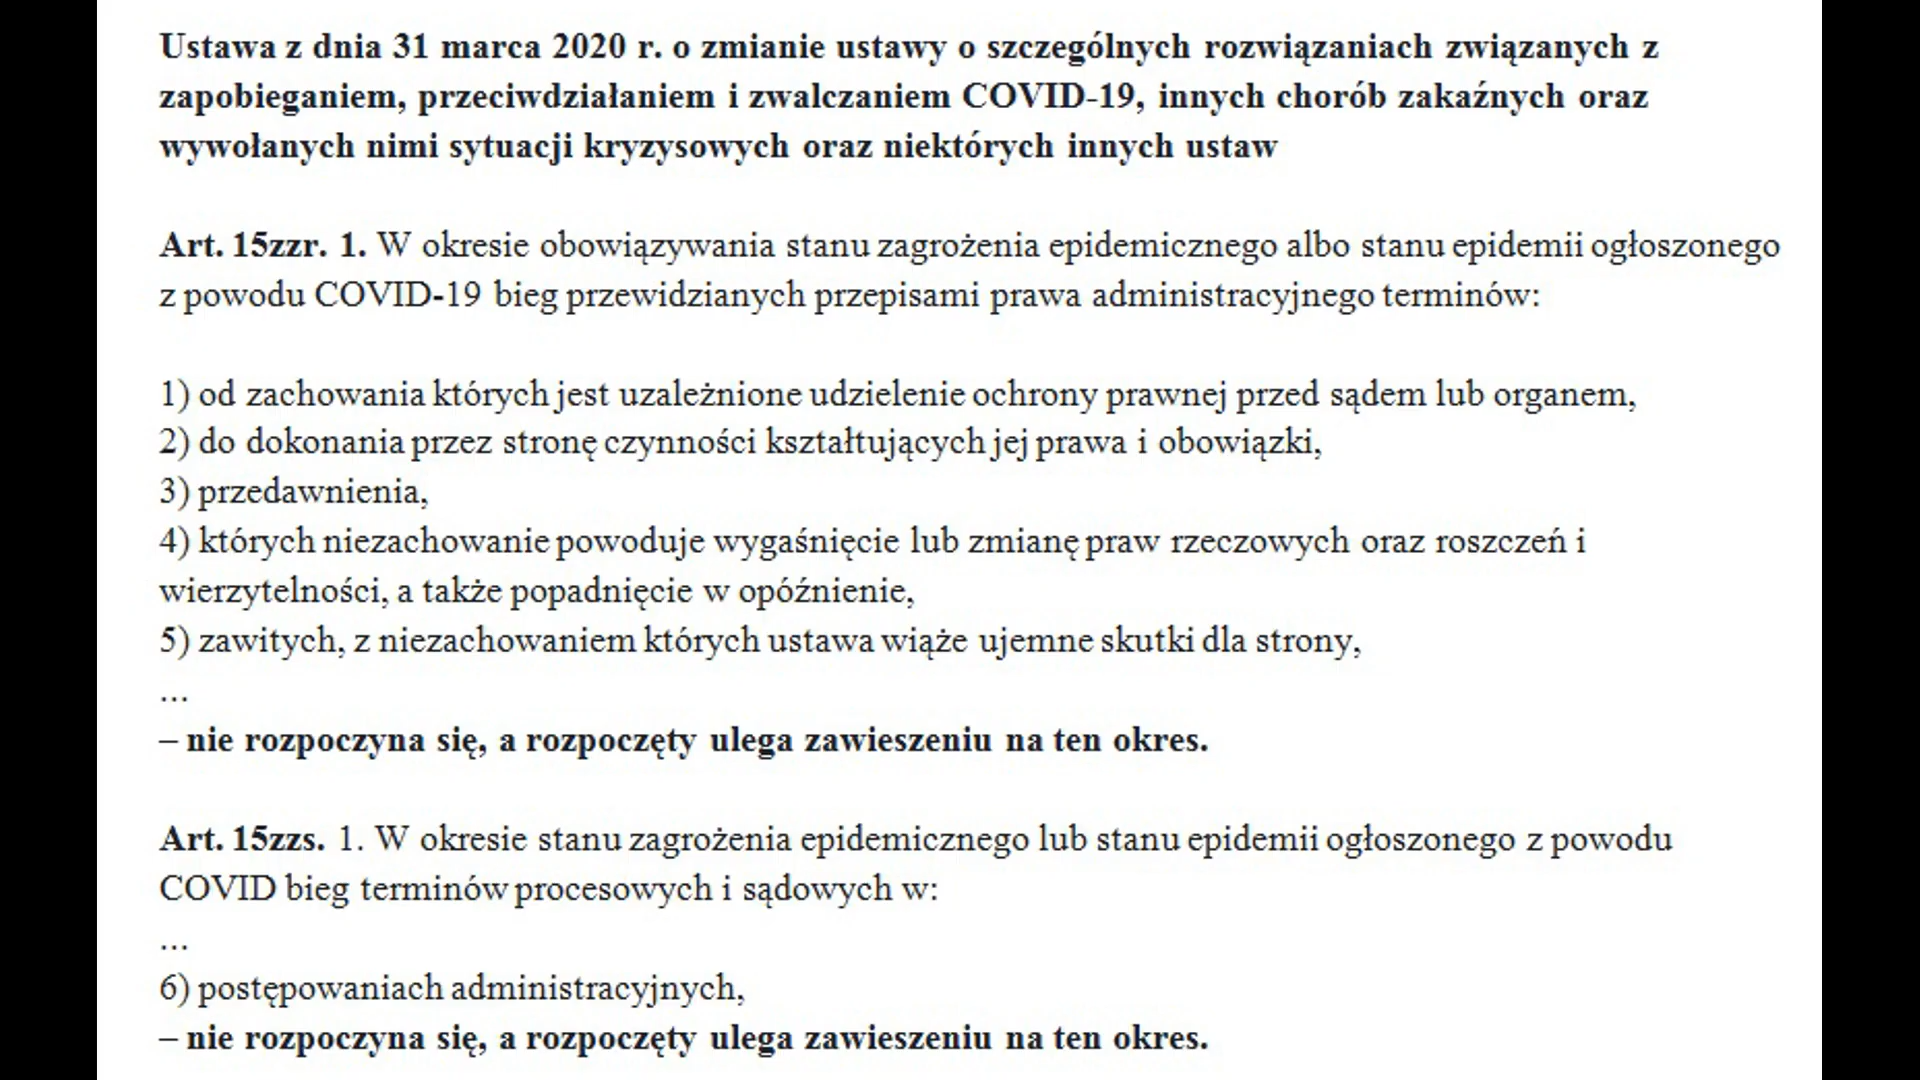 Ustawa z dnia 31 marca 2020 r. o zmianie ustawy o szczególnych rozwiązaniach związanych z
zapobieganiem, przeciwdziałaniem i zwalczaniem COVID-19, innych chorób zakaźnych oraz
wywołanych nimi sytuacji kryzysowych oraz niektórych innych ustaw
Art. 15zzr. 1. W okresie obowiązywania stanu zagrożenia epidemicznego albo stanu epidemii ogłoszonego
z powodu COVID-19 bieg przewidzianych przepisami prawa administracyjnego terminów:
1) od zachowania których jest uzależnione udzielenie ochrony prawnej przed sądem lub organem,
2) do dokonania przez stronę czynności kształtujących jej prawa i obowiązki,
3) przedawnienia,
4) których niezachowanie powoduje wygaśnięcie lub zmianę praw rzeczowych oraz roszczeń i
wierzytelności, a także popadnięcie w opóźnienie,
5) zawitych, z niezachowaniem których ustawa wiąże ujemne skutki dla strony,
...
– nie rozpoczyna się, a rozpoczęty ulega zawieszeniu na ten okres.
Art. 15zzs. 1. W okresie stanu zagrożenia epidemicznego lub stanu epidemii ogłoszonego z powodu
COVID bieg terminów procesowych i sądowych w:
...
6) postępowaniach administracyjnych,
– nie rozpoczyna się, a rozpoczęty ulega zawieszeniu na ten okres.